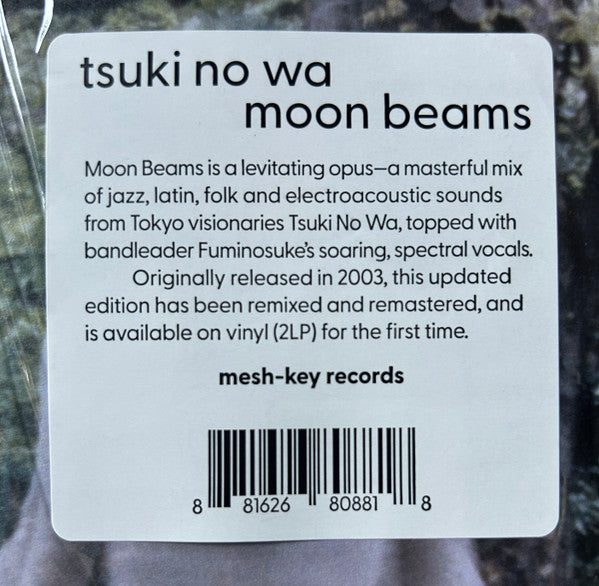 tsuki no wa
moon beams
Moon Beams is a levitating opus—a masterful mix
of jazz, latin, folk and electroacoustic sounds
from Tokyo visionaries Tsuki No Wa, topped with
bandleader Fuminosuke's soaring, spectral vocals.
Originally released in 2003, this updated
edition has been remixed and remastered, and
is available on vinyl (2LP) for the first time.
mesh-key records
8 81626 80881 8